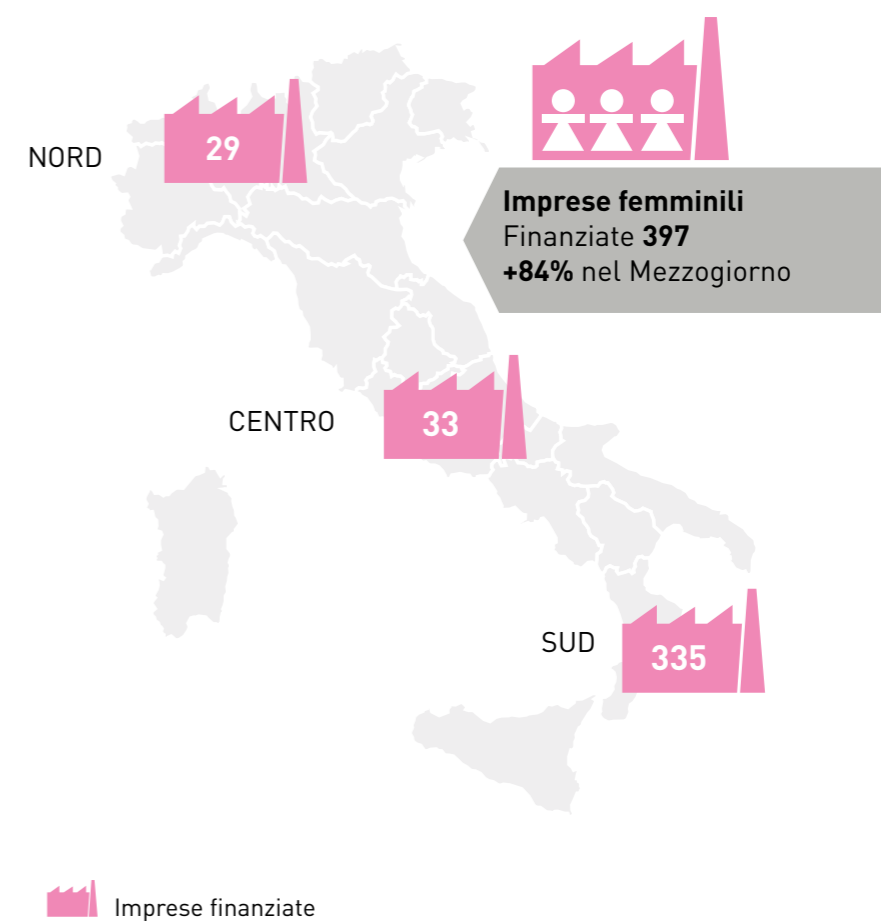 NORD
29
Imprese femminili
Finanziate 397
+84% nel Mezzogiorno
CENTRO
33
SUD
335
Imprese finanziate